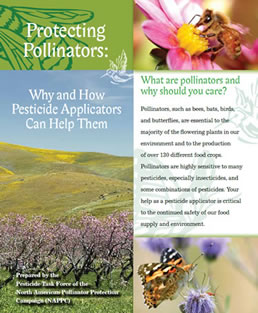 Protecting
Pollinators:
Why and How
Pesticide Applicators
Can Help Them
Prepared by the
Pesticide Task Force of the
North American Pollinator Protection
Campaign (NAPPC)
What are pollinators and
why should you care?
Pollinators, such as bees, bats, birds,
and butterflies, are essential to the
majority of the flowering plants in our
environment and to the production
of over 130 different food crops.
Pollinators are highly sensitive to many
pesticides, especially insecticides, and
some combinations of pesticides. Your
help as a pesticide applicator is critical
to the continued safety of our food
supply and environment.